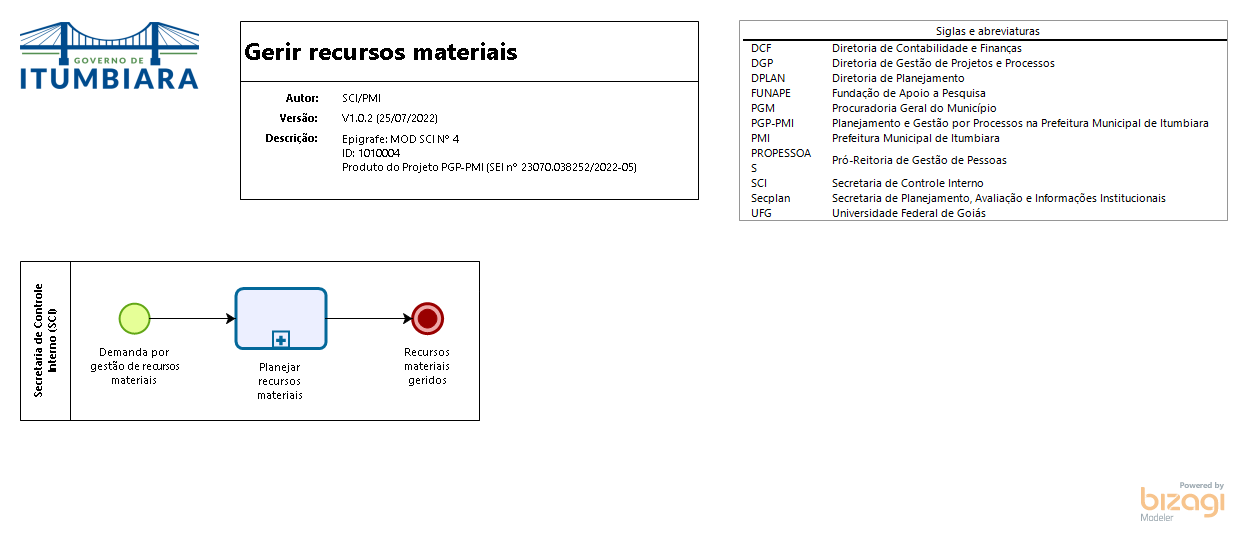 GOVERNO DE
ITUMBIARA
Gerir recursos materiais
Autor: SCI/PMI
Versão: V1.0.2 (25/07/2022)
Descrição: Epigrafe: MOD SCI Nº 4
ID: 1010004
Produto do Projeto PGP-PMI (SEI nº 23070.038252/2022-05)
Siglas e abreviaturas
DCF Diretoria de Contabilidade e Finanças
DGP Diretoria de Gestão de Projetos e Processos
DPLAN Diretoria de Planejamento
FUNAPE Fundação de Apoio a Pesquisa
PGM Procuradoria Geral do Município
PGP-PMI Planejamento e Gestão por Processos na Prefeitura Municipal de Itumbiara
PMI Prefeitura Municipal de Itumbiara
PROPESSOA
S Pró-Reitoria de Gestão de Pessoas
SCI Secretaria de Controle Interno
Secplan Secretaria de Planejamento, Avaliação e Informações Institucionais
UFG Universidade Federal de Goiás
Secretaria de Controle
Interno (SCI)
Demanda por
gestão de recursos
materiais
Planejar
recursos
materiais
Recursos
materiais
geridos
Powered by
bizagi
Modeler